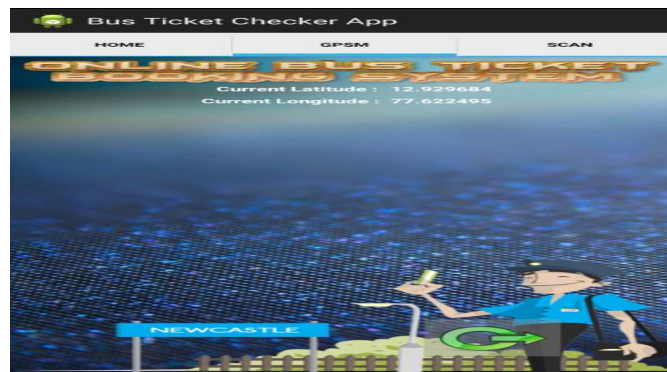 Bus Ticket Checker App
HOME GPSM SCAN
ONLINE BUS TICKET
BOOKING SYSTEM
Current Latitude : 12.929684
Current Longitude : 77.622495
NEWCASTLE